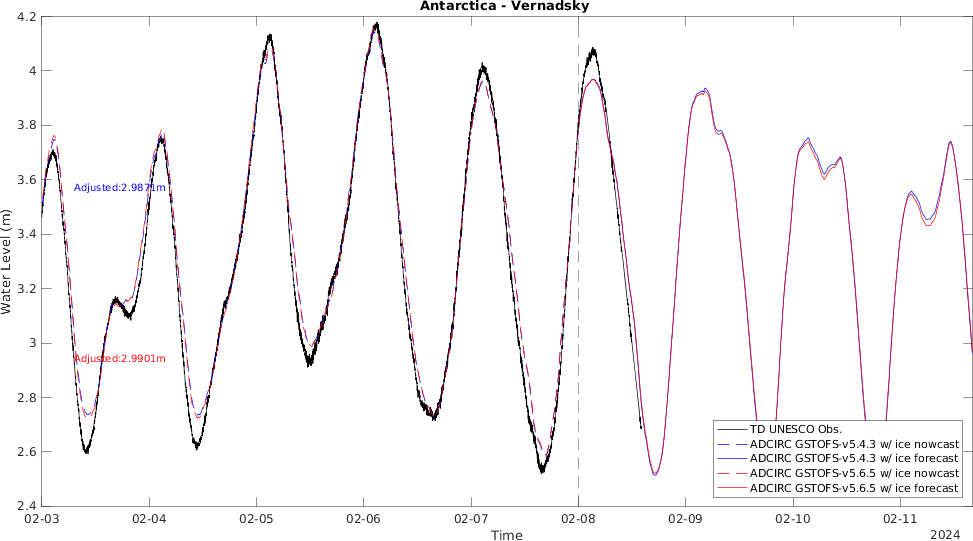 Antarctica - Vernadsky
4.2
4
3.8
3.6
3.4
3.2
3
2.8
2.6
2.4
Water Level (m)
Adjusted:2.9871m
Adjusted:2.9901m
TD UNESCO Obs.
ADCIRC GSTOFS-v5.4.3 w/ ice nowcast
ADCIRC GSTOFS-v5.4.3 w/ ice forecast
ADCIRC GSTOFS-v5.6.5 w/ ice nowcast
ADCIRC GSTOFS-v5.6.5 w/ ice forecast
02-03 02-04 02-05 02-06 02-07 02-08 02-09 02-10 02-11
Time
2024